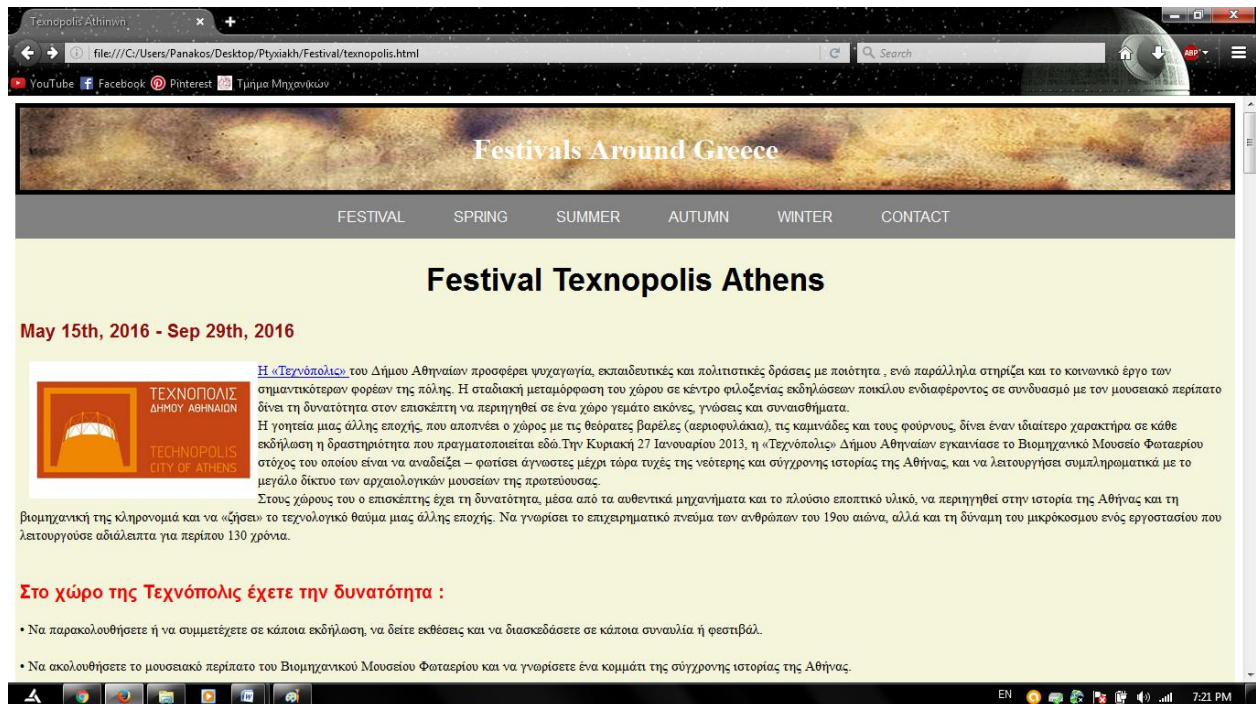 Texnopolis Athinwn
file:///C:/Users/Panakos/Desktop/Ptyxiakh/Festival/texnopolis.html
Search
ABP
YouTube Facebook Pinterest Τμήμα Μηχανικών
Festivals Around Greece
FESTIVAL SPRING SUMMER AUTUMN WINTER CONTACT
Festival Texnopolis Athens
May 15th, 2016 - Sep 29th, 2016
ΤΕΧΝΟΠΟΛΙΣ
ΔΗΜΟΥ ΑΘΗΝΑΙΩΝ
TECHNOPOLIS
CITY OF ATHENS
Η «Τεχνόπολις» του Δήμου Αθηναίων προσφέρει ψυχαγωγία, εκπαιδευτικές και πολιτιστικές δράσεις με ποιότητα , ενώ παράλληλα στηρίζει και το κοινωνικό έργο των
σημαντικότερων φορέων της πόλης. Η σταδιακή μεταμόρφωση του χώρου σε κέντρο φιλοξενίας εκδηλώσεων ποικίλου ενδιαφέροντος σε συνδυασμό με τον μουσειακό περίπατο
δίνει τη δυνατότητα στον επισκέπτη να περιηγηθεί σε ένα χώρο γεμάτο εικόνες, γνώσεις και συναισθήματα.
Η γοητεία μιας άλλης εποχής, που αποπνέει ο χώρος με τις θεόρατες βαρέλες (αεριοφυλάκια), τις καμινάδες και τους φούρνους, δίνει έναν ιδιαίτερο χαρακτήρα σε κάθε
εκδήλωση η δραστηριότητα που πραγματοποιείται εδώ.Την Κυριακή 27 Ιανουαρίου 2013, η «Τεχνόπολις» Δήμου Αθηναίων εγκαινίασε το Βιομηχανικό Μουσείο Φωταερίου
στόχος του οποίου είναι να αναδείξει – φωτίσει άγνωστες μέχρι τώρα τυχές της νεότερης και σύγχρονης ιστορίας της Αθήνας, και να λειτουργήσει συμπληρωματικά με το
μεγάλο δίκτυο των αρχαιολογικών μουσείων της πρωτεύουσας.
Στους χώρους του ο επισκέπτης έχει τη δυνατότητα, μέσα από τα αυθεντικά μηχανήματα και το πλούσιο εποπτικό υλικό, να περιηγηθεί στην ιστορία της Αθήνας και τη
βιομηχανική της κληρονομιά και να «ζήσει» το τεχνολογικό θαύμα μιας άλλης εποχής. Να γνωρίσει το επιχειρηματικό πνεύμα των ανθρώπων του 19ου αιώνα, αλλά και τη δύναμη του μικρόκοσμου ενός εργοστασίου που
λειτουργούσε αδιάλειπτα για περίπου 130 χρόνια.
Στο χώρο της Τεχνόπολις έχετε την δυνατότητα :
• Να παρακολουθήσετε ή να συμμετέχετε σε κάποια εκδήλωση, να δείτε εκθέσεις και να διασκεδάσετε σε κάποια συναυλία ή φεστιβάλ.
• Να ακολουθήσετε το μουσειακό περίπατο του Βιομηχανικού Μουσείου Φωταερίου και να γνωρίσετε ένα κομμάτι της σύγχρονης ιστορίας της Αθήνας.
EN 7:21 PM